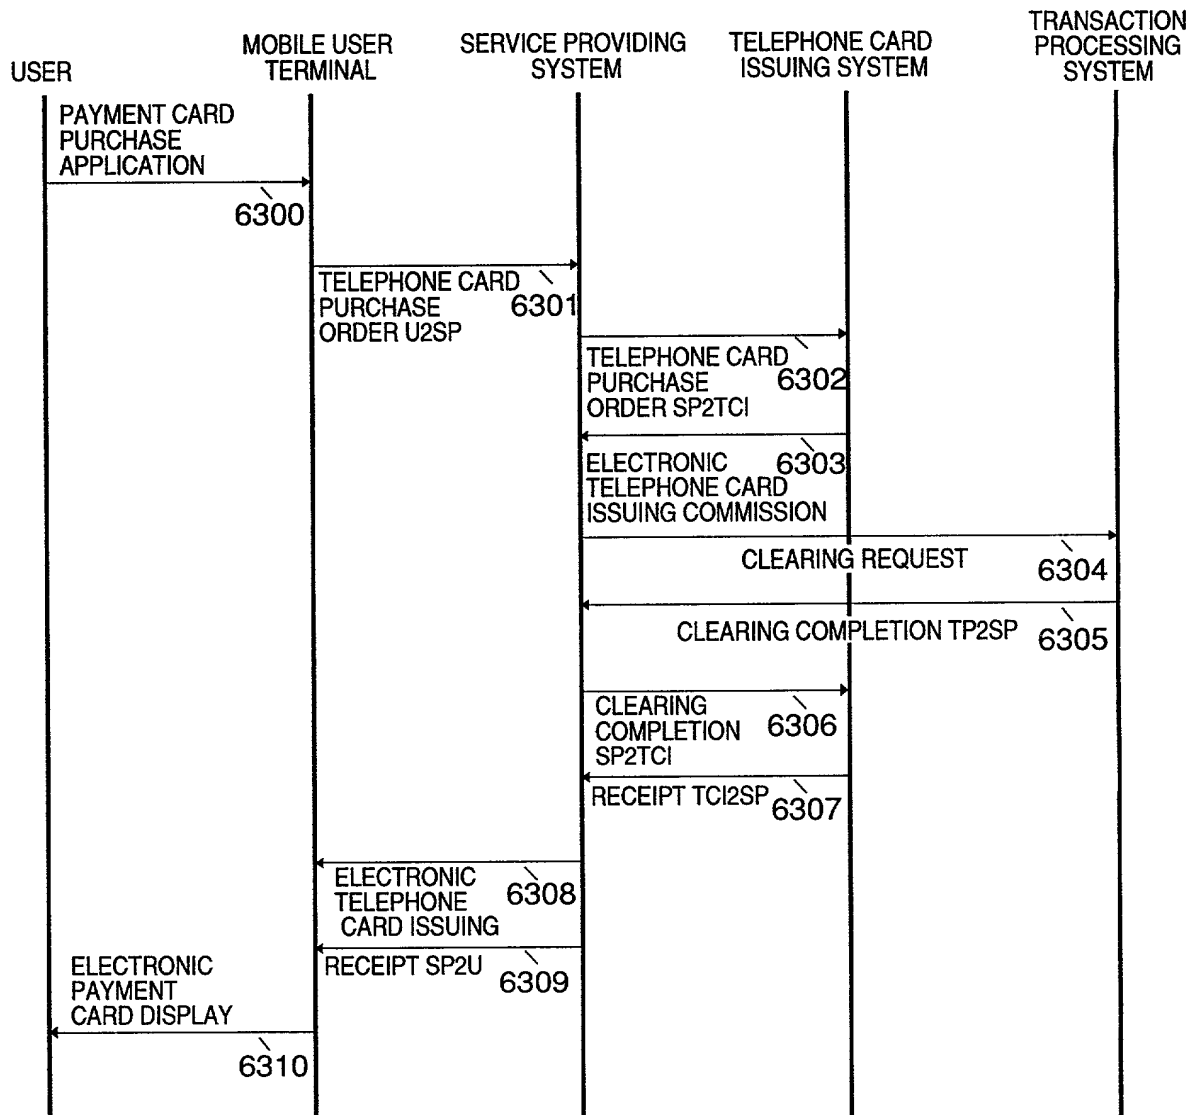 USER
MOBILE USER
TERMINAL
SERVICE PROVIDING
SYSTEM
TELEPHONE CARD
ISSUING SYSTEM
TRANSACTION
PROCESSING
SYSTEM
PAYMENT CARD
PURCHASE
APPLICATION
6300
TELEPHONE CARD
PURCHASE
ORDER U2SP
6301
TELEPHONE CARD
PURCHASE
ORDER SP2TCI
6302
ELECTRONIC
TELEPHONE CARD
ISSUING COMMISSION
6303
CLEARING REQUEST
6304
CLEARING COMPLETION TP2SP
6305
CLEARING
COMPLETION
SP2TCI
6306
RECEIPT TCI2SP
6307
ELECTRONIC
TELEPHONE
CARD ISSUING
6308
RECEIPT SP2U
6309
ELECTRONIC
PAYMENT
CARD DISPLAY
6310